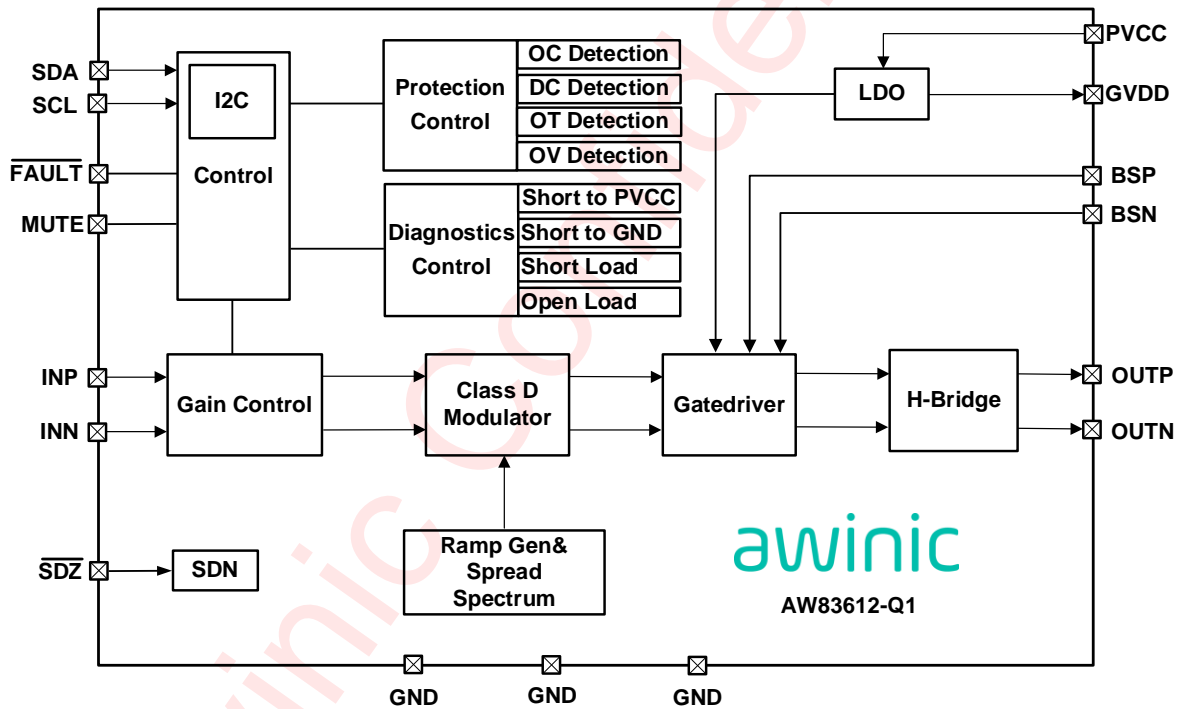 PVCC
SDA
SCL
I2C
Control
FAULT
MUTE
Protection
Control
OC Detection
DC Detection
OT Detection
OV Detection
LDO
GVDD
BSP
BSN
Diagnostics
Control
Short to PVCC
Short to GND
Short Load
Open Load
INP
INN
Gain Control
Class D
Modulator
Gatedriver
H-Bridge
OUTP
OUTN
SDZ
SDN
Ramp Gen&
Spread
Spectrum
awinic
AW83612-Q1
GND
GND
GND